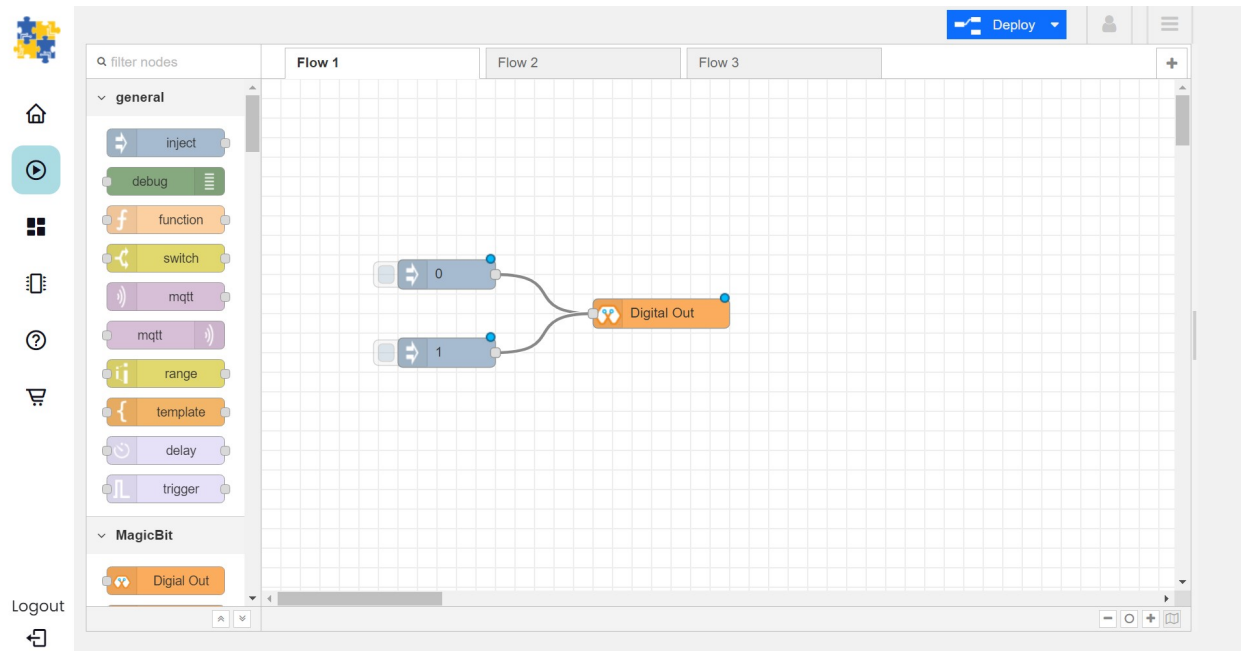 Deploy
filter nodes
Flow 1
Flow 2
Flow 3
general
inject
debug
function
switch
mqtt
mqtt
range
template
delay
trigger
MagicBit
Digial Out
0
Digital Out
1
Logout